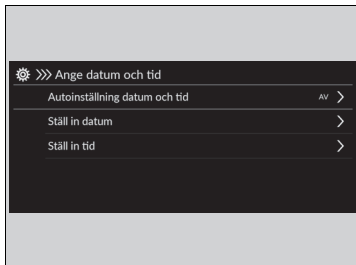 Ange datum och tid
Autoinställning datum och tid AV
Ställ in datum
Ställ in tid